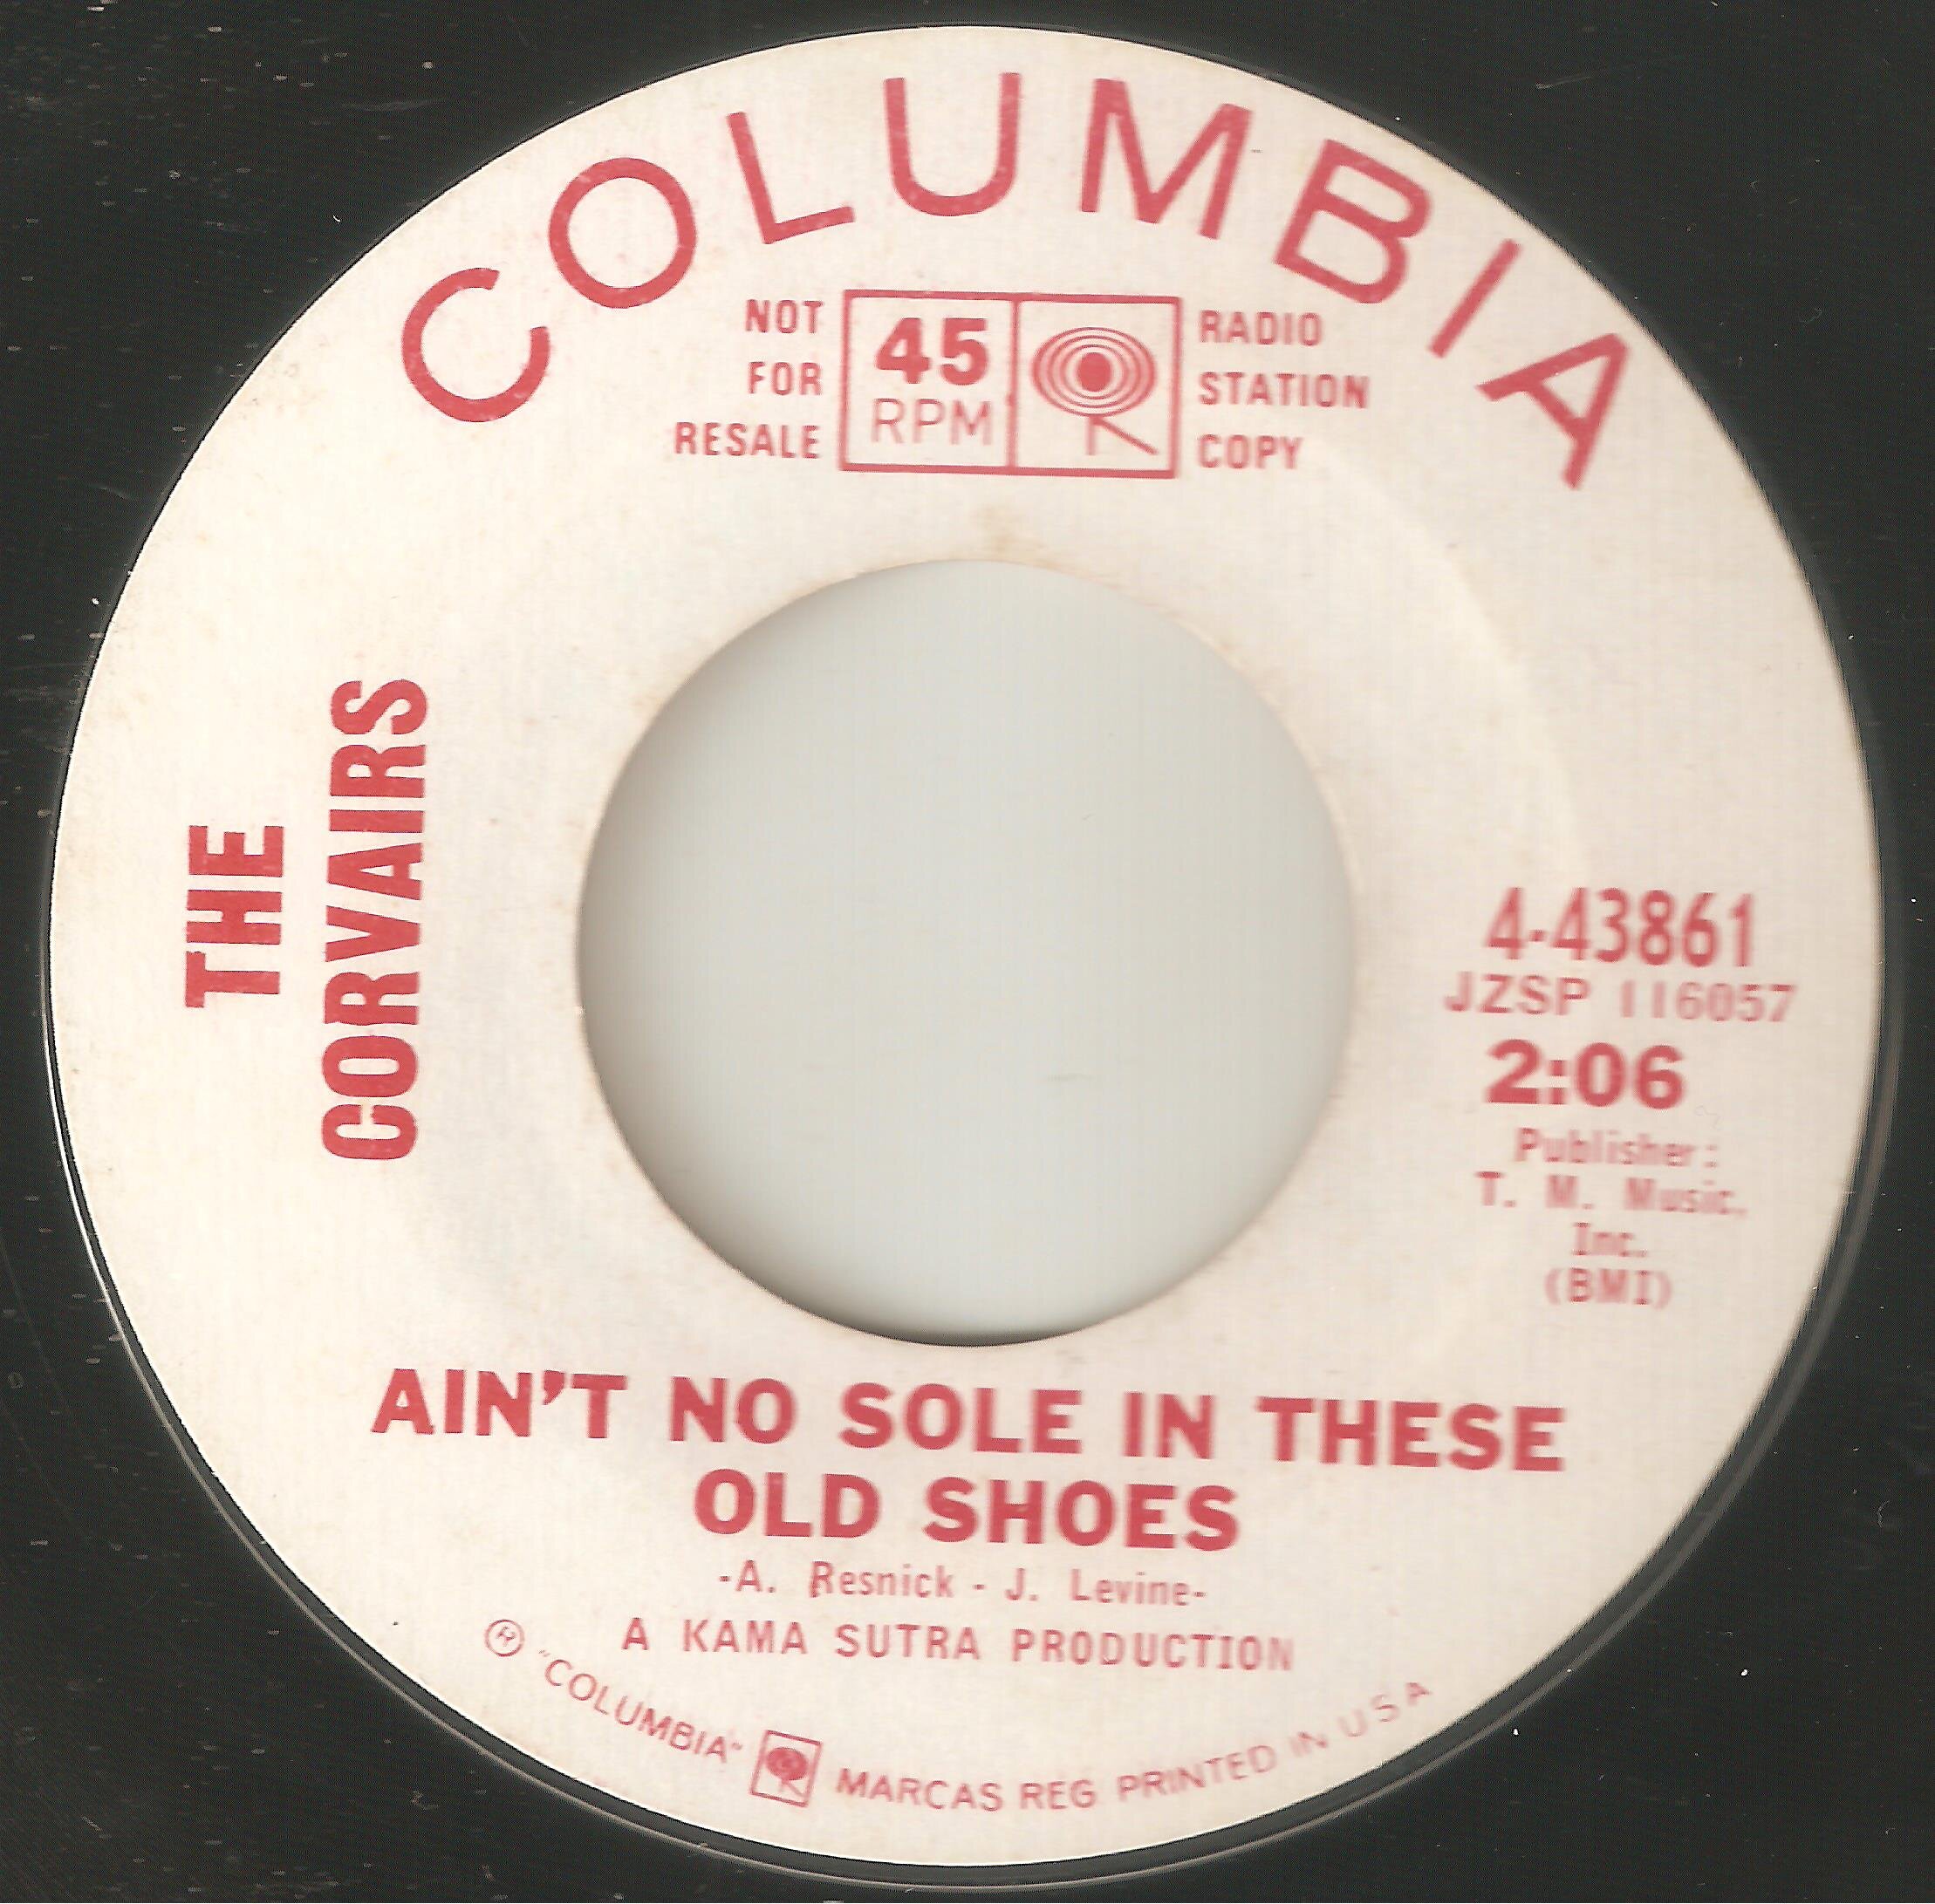 COLUMBIA
NOT
FOR
RESALE
45
RPM
RADIO
STATION
COPY
THE
CORVAIRS
4-43861
JZSP 116057
2:06
Publisher:
T. M. Music,
Inc.
(BMI)
AIN'T NO SOLE IN THESE
OLD SHOES
-A. Resnick - J. Levine-
A KAMA SUTRA PRODUCTION
Ⓡ "COLUMBIA" MARCAS REG PRINTED IN U S A